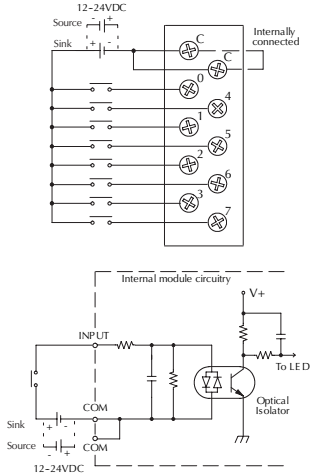 12–24VDC
Source - +
Sink + -
Internally
connected
C
C
0
4
1
5
2
6
3
7
Internal module circuitry
V+
INPUT
To LED
Optical
Isolator
COM
Sink + -
COM
Source - +
12–24VDC